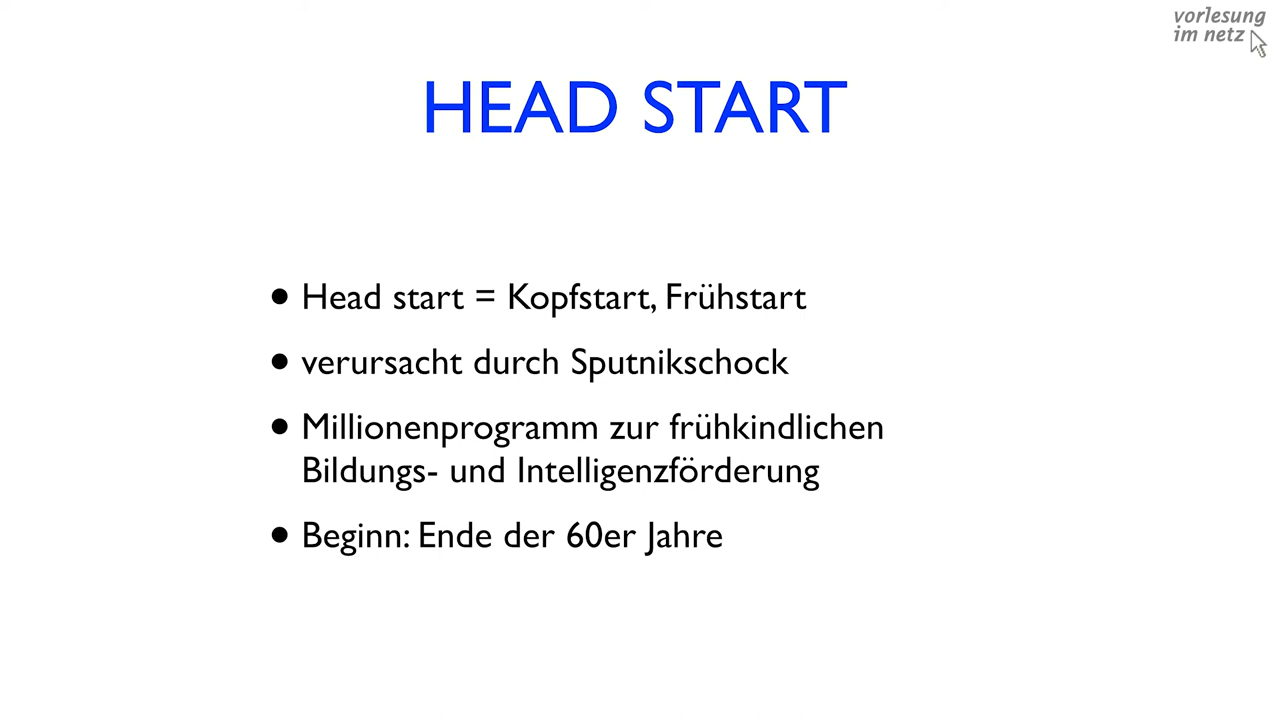 vorlesung
im netz
HEAD START
• Head start = Kopfstart, Frühstart
• verursacht durch Sputnikschock
• Millionenprogramm zur frühkindlichen
Bildungs- und Intelligenzförderung
• Beginn: Ende der 60er Jahre